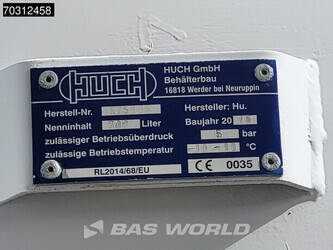 70312458
HUCH
HUCH GmbH
Behälterbau
16818 Werder bei Neuruppin
Herstell-Nr.
Hersteller: Hu.
Nenninhalt Liter
Baujahr 20
zulässiger Betriebsüberdruck bar
zulässige Betriebstemperatur °C
RL2014/68/EU
CE 0035
BAS WORLD